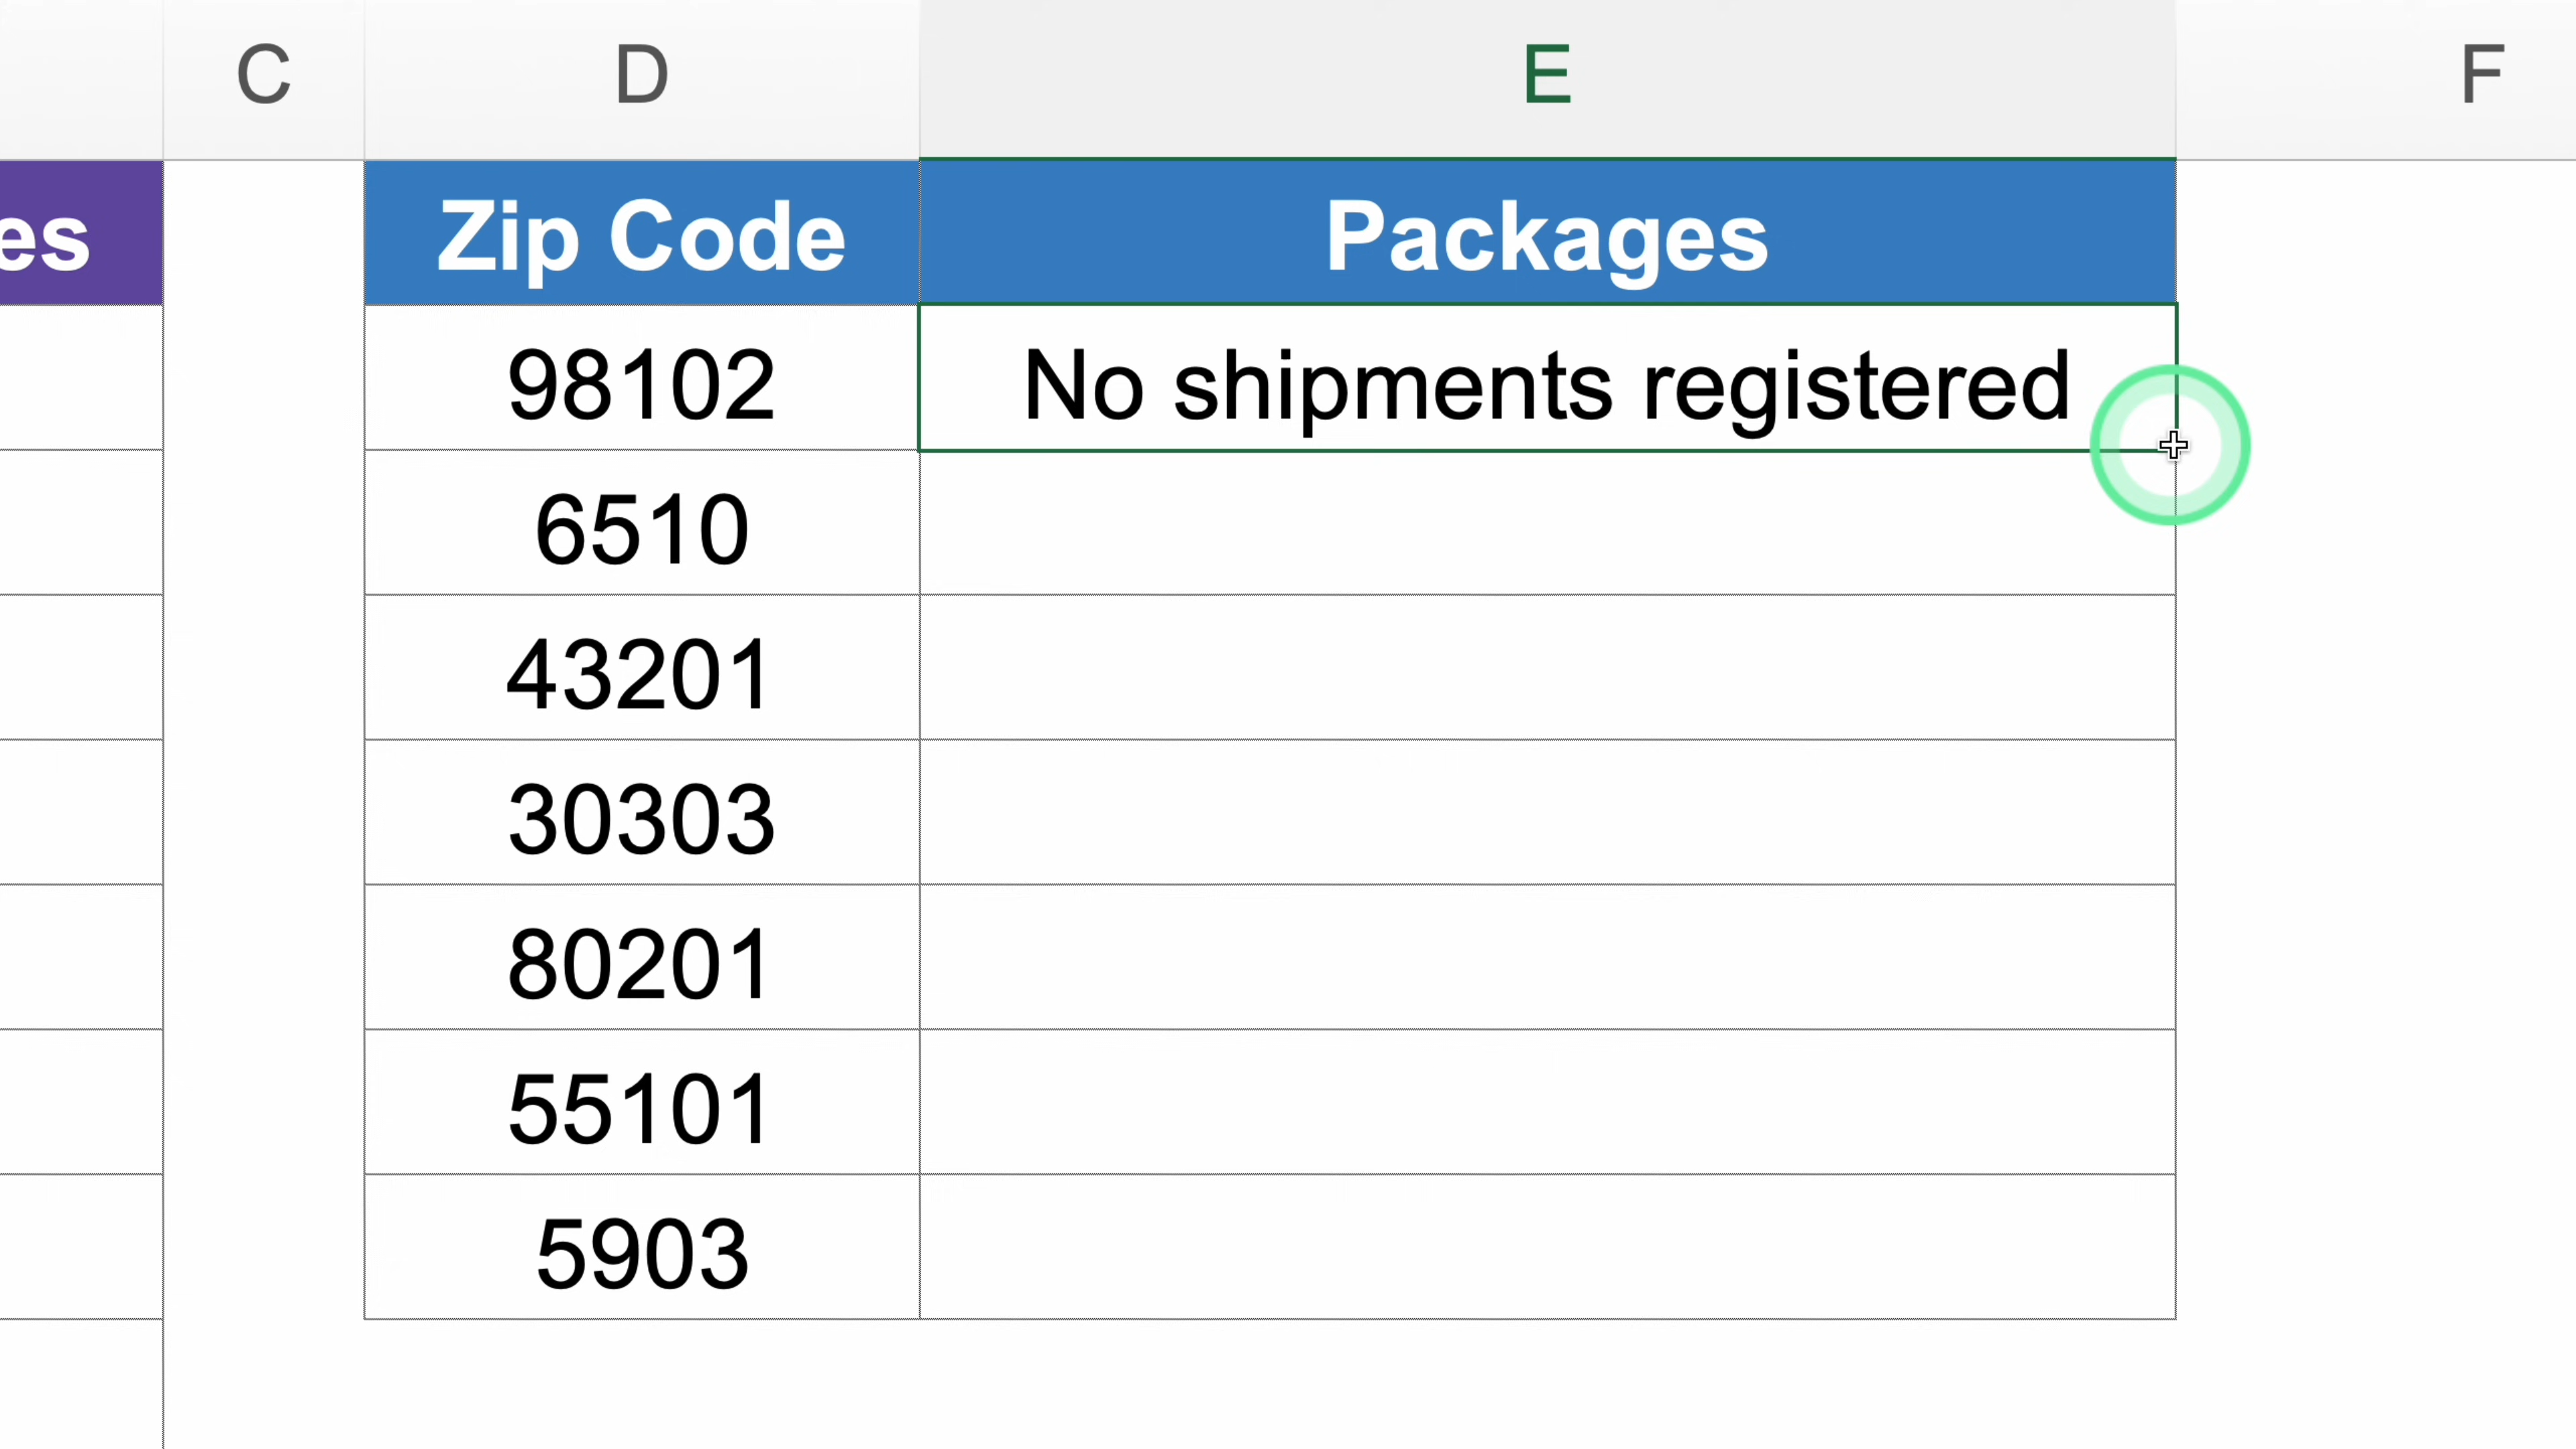 C D E F
es Zip Code Packages
98102 No shipments registered
6510
43201
30303
80201
55101
5903